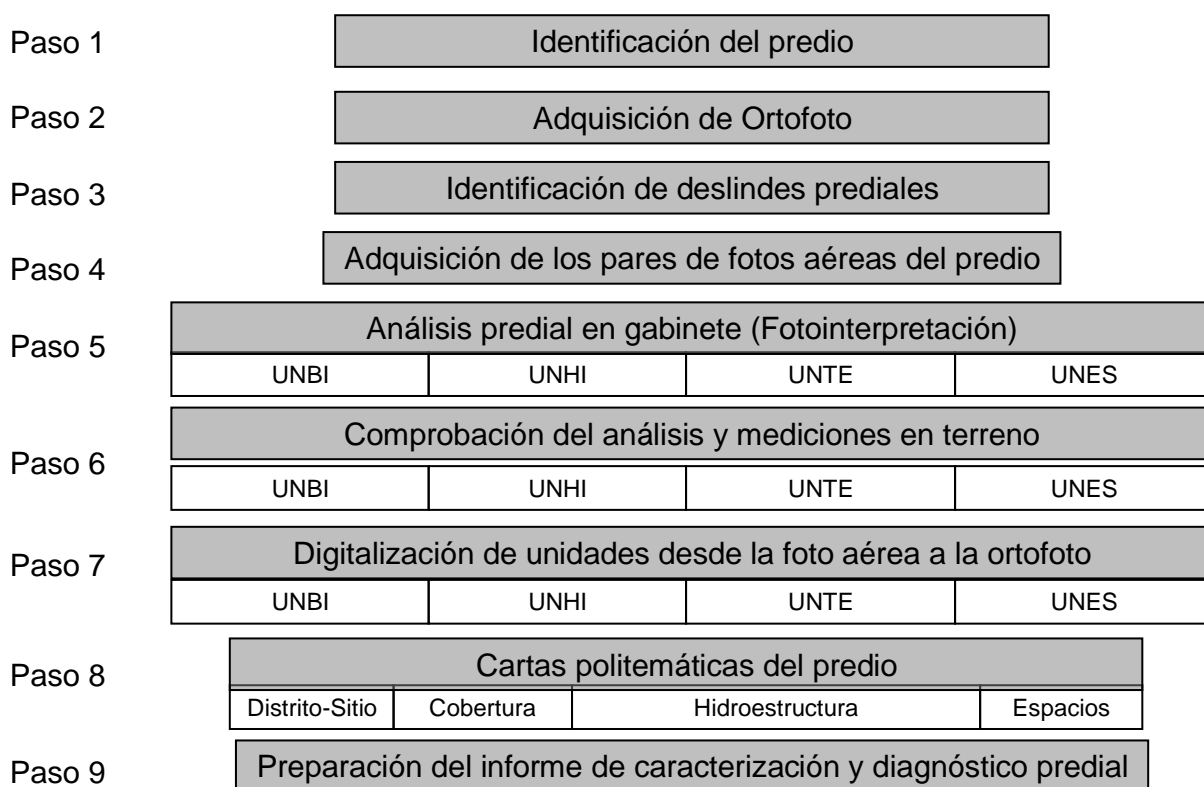 Paso 1
Identificación del predio
Paso 2
Adquisición de Ortofoto
Paso 3
Identificación de deslindes prediales
Paso 4
Adquisición de los pares de fotos aéreas del predio
Paso 5
Análisis predial en gabinete (Fotointerpretación)
UNBI UNHI UNTE UNES
Paso 6
Comprobación del análisis y mediciones en terreno
UNBI UNHI UNTE UNES
Paso 7
Digitalización de unidades desde la foto aérea a la ortofoto
UNBI UNHI UNTE UNES
Paso 8
Cartas politemáticas del predio
Distrito-Sitio Cobertura Hidroestructura Espacios
Paso 9
Preparación del informe de caracterización y diagnóstico predial